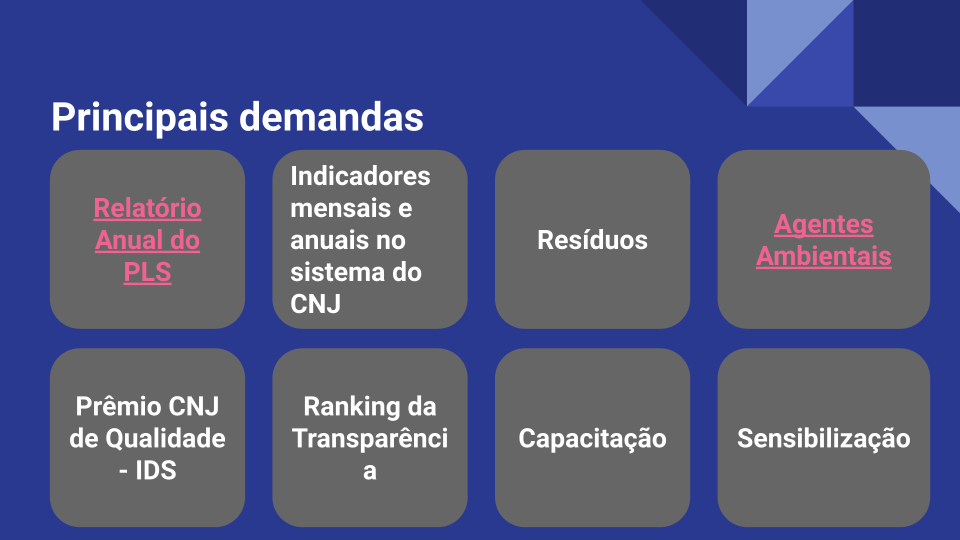 Principais demandas
Relatório
Anual do
PLS
Indicadores
mensais e
anuais no
sistema do
CNJ
Resíduos
Agentes
Ambientais
Prêmio CNJ
de Qualidade
- IDS
Ranking da
Transparênci
a
Capacitação
Sensibilização